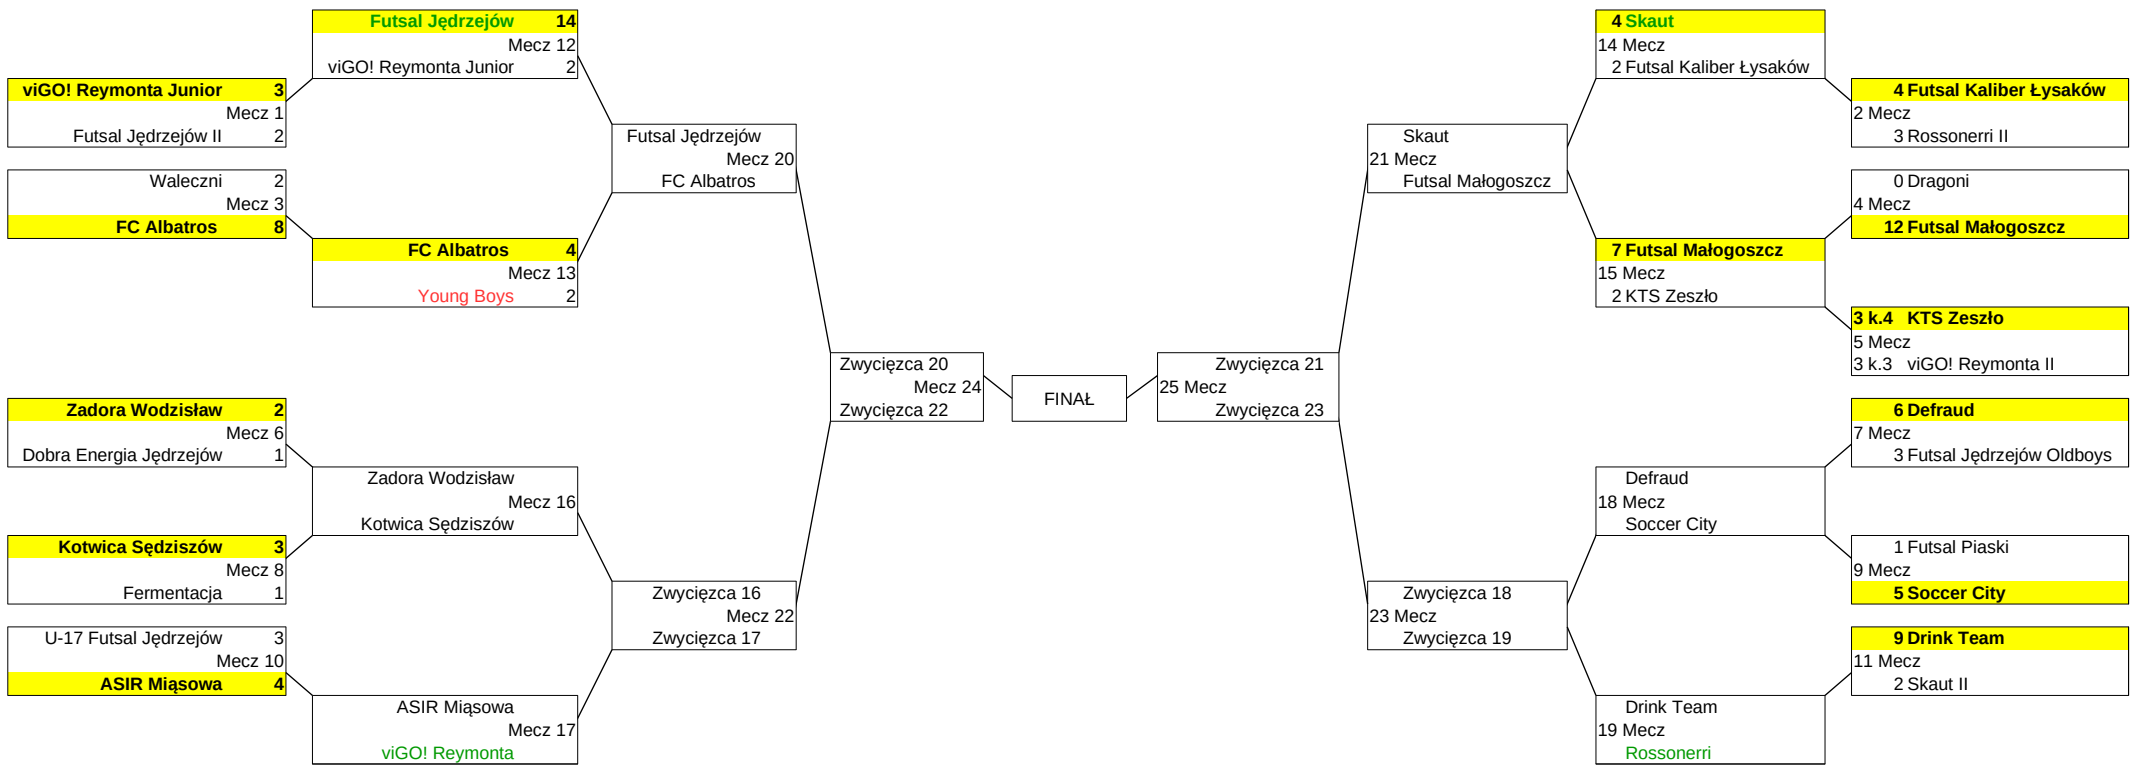 Futsal Jędrzejów 14
Mecz 12
viGO! Reymonta Junior 2
viGO! Reymonta Junior 3
Mecz 1
Futsal Jędrzejów II 2
Waleczni 2
Mecz 3
FC Albatros 8
FC Albatros 4
Mecz 13
Young Boys 2
Futsal Jędrzejów
Mecz 20
FC Albatros
Zadora Wodzisław 2
Mecz 6
Dobra Energia Jędrzejów 1
Zadora Wodzisław
Mecz 16
Kotwica Sędziszów
Kotwica Sędziszów 3
Mecz 8
Fermentacja 1
U-17 Futsal Jędrzejów 3
Mecz 10
ASIR Miąsowa 4
ASIR Miąsowa
Mecz 17
viGO! Reymonta
Zwycięzca 16
Mecz 22
Zwycięzca 17
Zwycięzca 20
Mecz 24
Zwycięzca 22
FINAŁ
Zwycięzca 21
25 Mecz
Zwycięzca 23
Skaut
21 Mecz
Futsal Małogoszcz
4 Skaut
14 Mecz
2 Futsal Kaliber Łysaków
4 Futsal Kaliber Łysaków
2 Mecz
3 Rossonerri II
0 Dragoni
4 Mecz
12 Futsal Małogoszcz
7 Futsal Małogoszcz
15 Mecz
2 KTS Zeszło
3 k.4 KTS Zeszło
5 Mecz
3 k.3 viGO! Reymonta II
6 Defraud
7 Mecz
3 Futsal Jędrzejów Oldboys
Defraud
18 Mecz
Soccer City
1 Futsal Piaski
9 Mecz
5 Soccer City
Zwycięzca 18
23 Mecz
Zwycięzca 19
9 Drink Team
11 Mecz
2 Skaut II
Drink Team
19 Mecz
Rossonerri